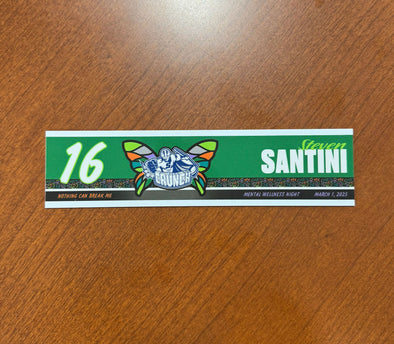 16
CRUNCH
Steven
SANTINI
NOTHING CAN BREAK ME
MENTAL WELLNESS NIGHT
MARCH 1, 2025